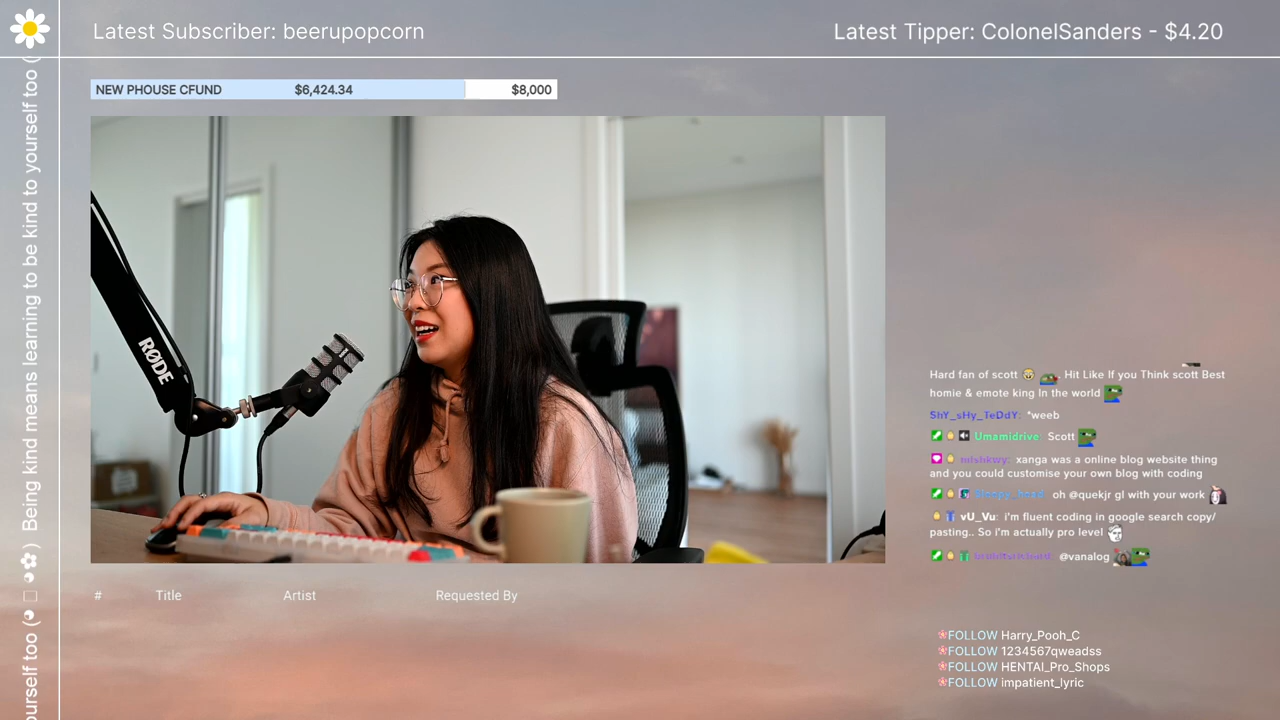 Latest Subscriber: beerupopcorn
Latest Tipper: ColonelSanders - $4.20
NEW PHOUSE CFUND $6,424.34 $8,000
ourself too ( Being kind means learning to be kind to yourself too (
RØDE
Hard fan of scott , Hit Like If you Think scott Best
homie & emote king In the world
ShY_sHy_TeDdY: *weeb
Umamidrive: Scott
mishkwy: xanga was a online blog website thing
and you could customise your own blog with coding
oh @quekjr gl with your work
vU_Vu: i'm fluent coding in google search copy/
pasting.. So i'm actually pro level
@vanalog
# Title Artist Requested By
FOLLOW Harry_Pooh_C
FOLLOW 1234567qweadss
FOLLOW HENTAI_Pro_Shops
FOLLOW impatient_lyric